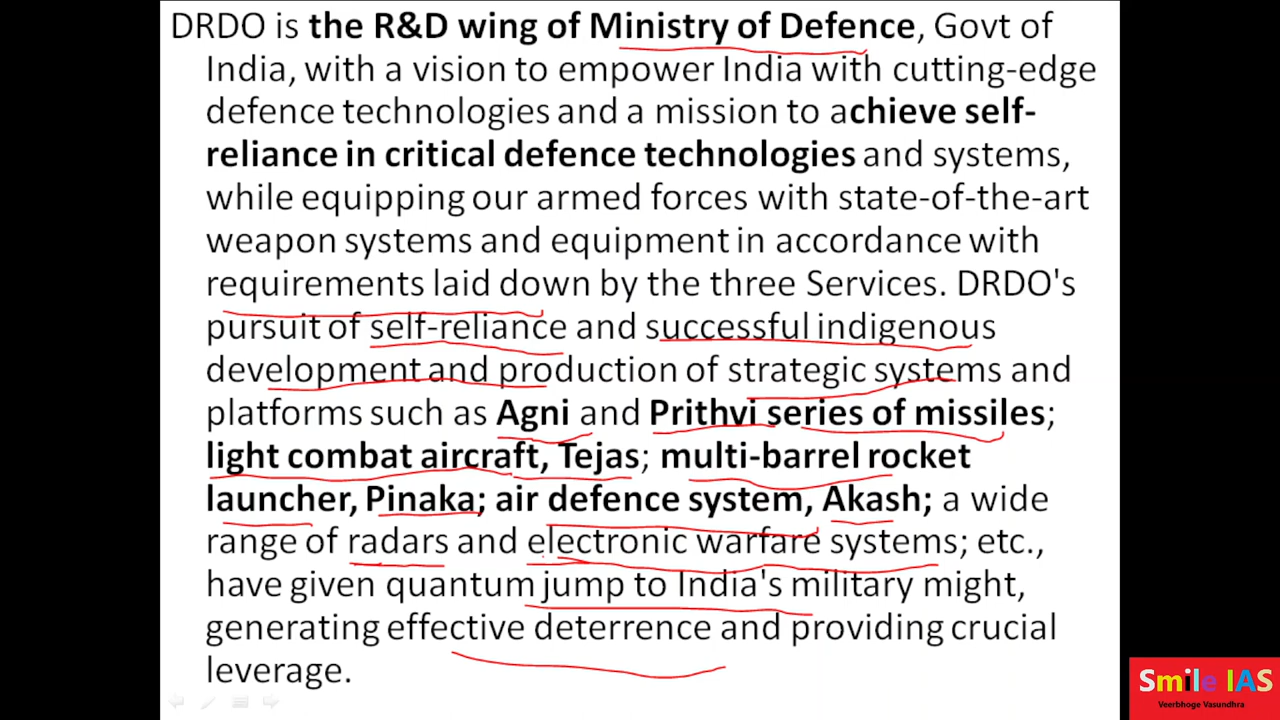 DRDO is the R&D wing of Ministry of Defence, Govt of
India, with a vision to empower India with cutting-edge
defence technologies and a mission to achieve self-
reliance in critical defence technologies and systems,
while equipping our armed forces with state-of-the-art
weapon systems and equipment in accordance with
requirements laid down by the three Services. DRDO's
pursuit of self-reliance and successful indigenous
development and production of strategic systems and
platforms such as Agni and Prithvi series of missiles;
light combat aircraft, Tejas; multi-barrel rocket
launcher, Pinaka; air defence system, Akash; a wide
range of radars and electronic warfare systems; etc.,
have given quantum jump to India's military might,
generating effective deterrence and providing crucial
leverage.
Smile IAS
Veerbhoge Vasundhra